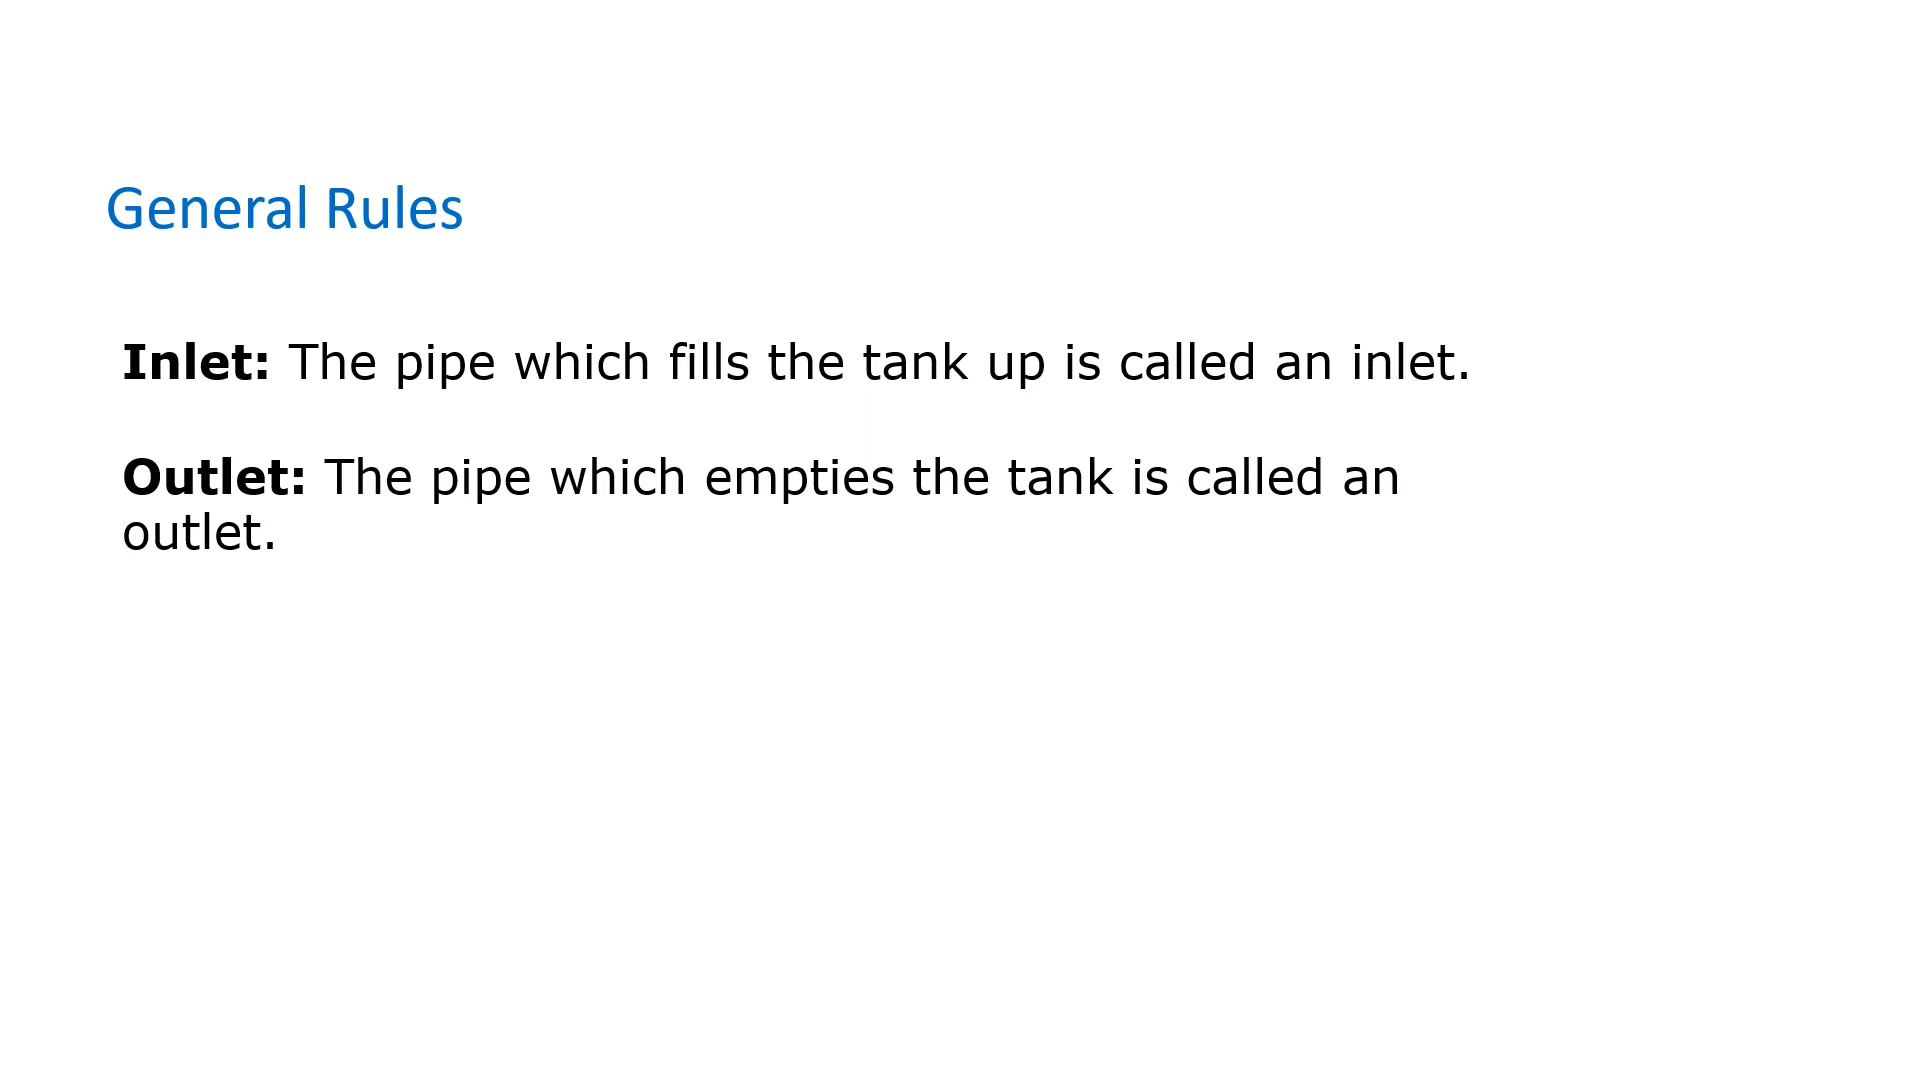 General Rules
Inlet: The pipe which fills the tank up is called an inlet.
Outlet: The pipe which empties the tank is called an
outlet.